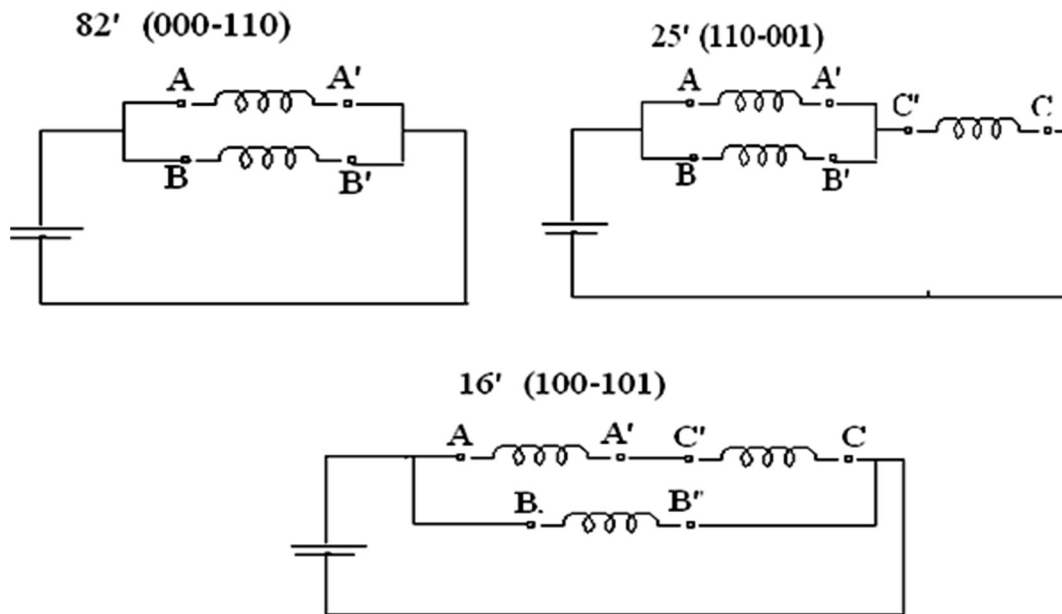 82' (000-110)
A A'
B B'
25' (110-001)
A A' C' C
B B'
16' (100-101)
A A' C' C
B. B"